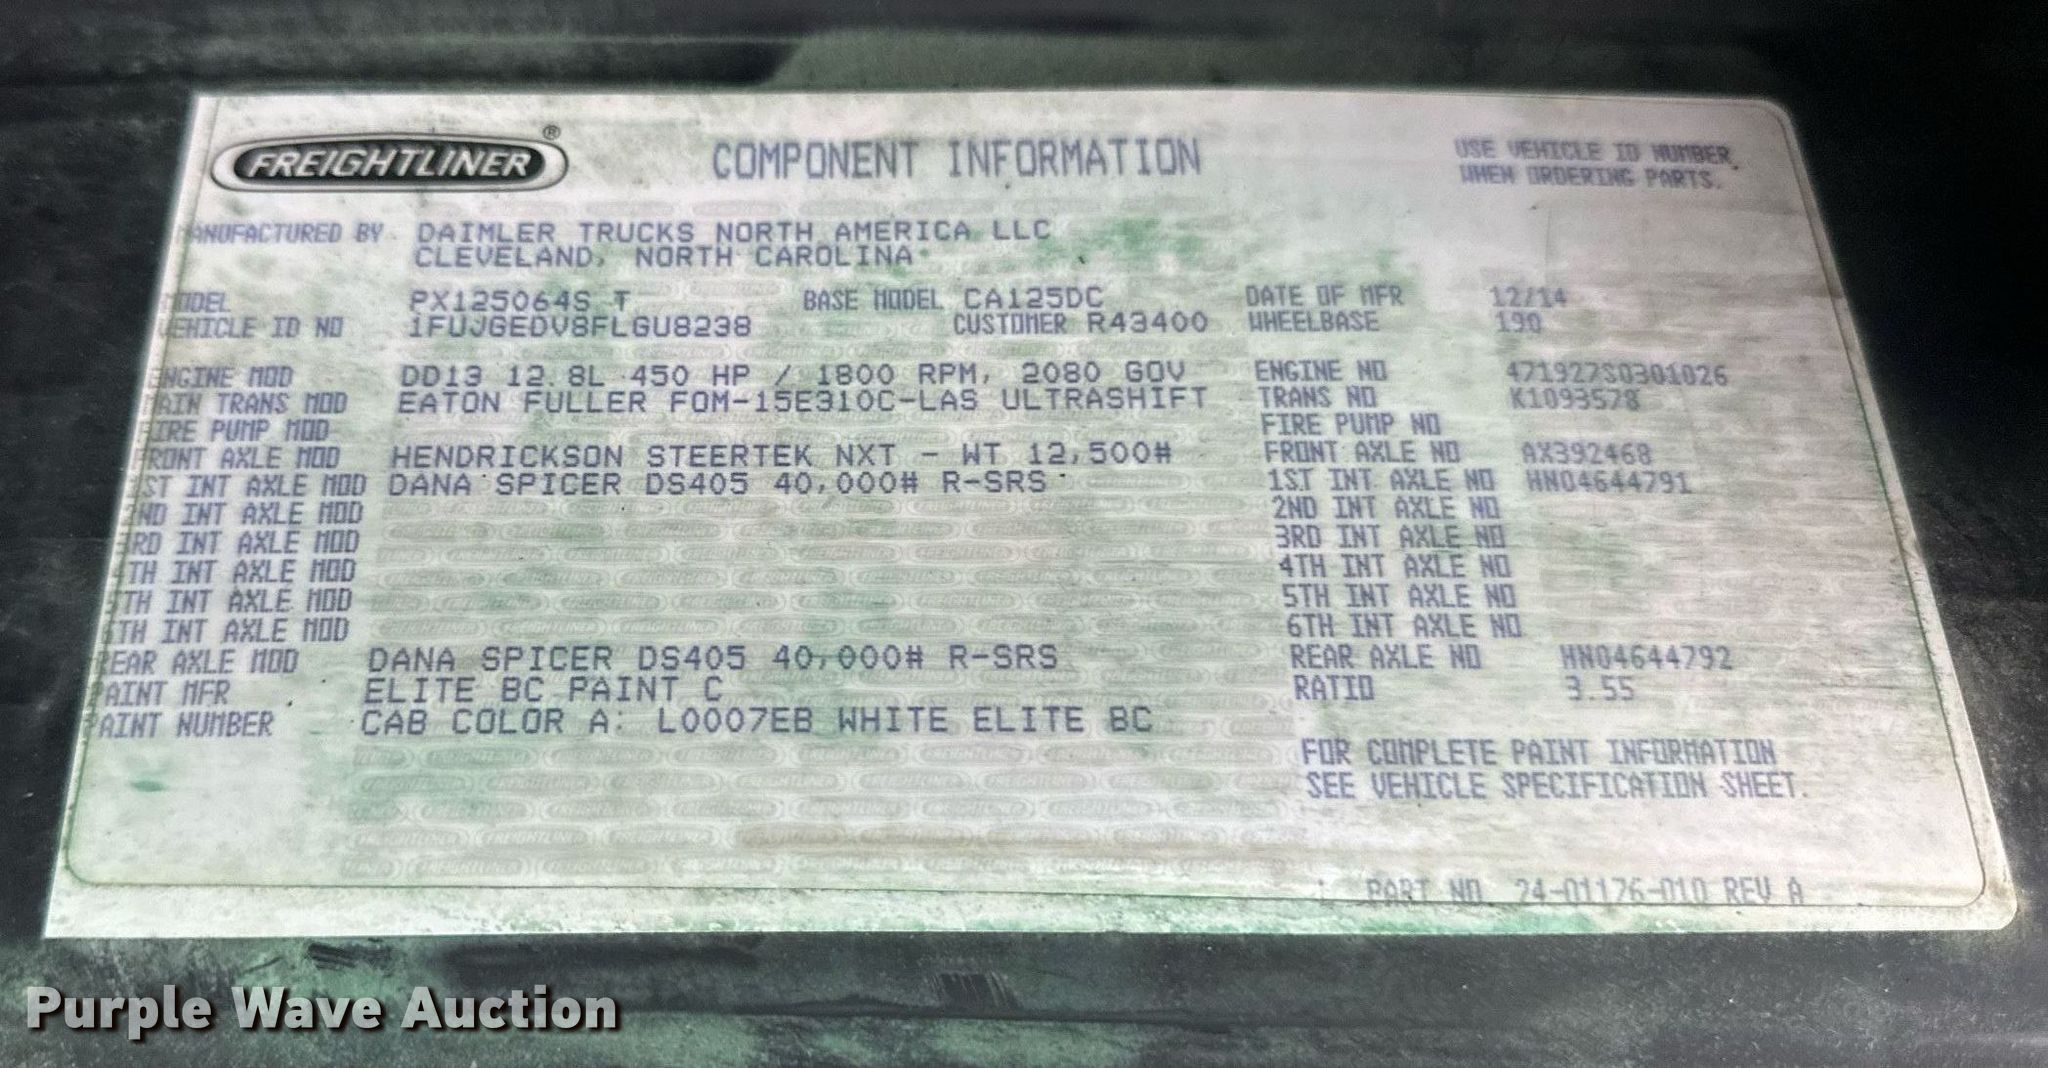 FREIGHTLINER ®
COMPONENT INFORMATION
USE VEHICLE ID NUMBER
WHEN ORDERING PARTS.
ANUFACTURED BY DAIMLER TRUCKS NORTH AMERICA LLC
CLEVELAND, NORTH CAROLINA
ODEL PX125064S T BASE MODEL CA125DC DATE OF MFR 12/14
EHICLE ID NO 1FUJGEDV8FLGU8238 CUSTOMER R43400 WHEELBASE 190
NGINE MOD DD13 12.8L 450 HP / 1800 RPM, 2080 GOV ENGINE NO 471927S0301026
AIN TRANS MOD EATON FULLER FOM-15E310C-LAS ULTRASHIFT TRANS NO K1093578
IRE PUMP MOD FIRE PUMP NO
FRONT AXLE MOD HENDRICKSON STEERTEK NXT - WT 12,500# FRONT AXLE NO AX392468
ST INT AXLE MOD DANA SPICER DS405 40,000# R-SRS 1ST INT AXLE NO HN04644791
2ND INT AXLE MOD 2ND INT AXLE NO
3RD INT AXLE MOD 3RD INT AXLE NO
TH INT AXLE MOD 4TH INT AXLE NO
5TH INT AXLE MOD 5TH INT AXLE NO
6TH INT AXLE MOD 6TH INT AXLE NO
REAR AXLE MOD DANA SPICER DS405 40,000# R-SRS REAR AXLE NO HN04644792
PAINT MFR ELITE BC PAINT C RATIO 3.55
PAINT NUMBER CAB COLOR A: L0007EB WHITE ELITE BC
FOR COMPLETE PAINT INFORMATION
SEE VEHICLE SPECIFICATION SHEET.
PART NO 24-01176-010 REV A
Purple Wave Auction